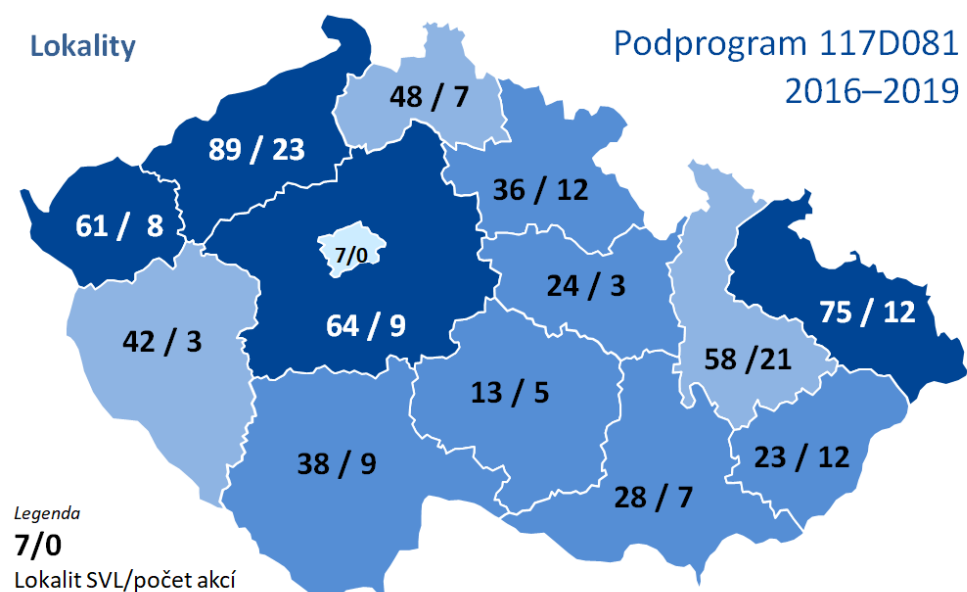 Lokality
Podprogram 117D081
2016–2019
48 / 7
89 / 23
36 / 12
61 / 8
7/0
24 / 3
75 / 12
64 / 9
42 / 3
58 /21
13 / 5
23 / 12
38 / 9
28 / 7
Legenda
7/0
Lokalit SVL/počet akcí